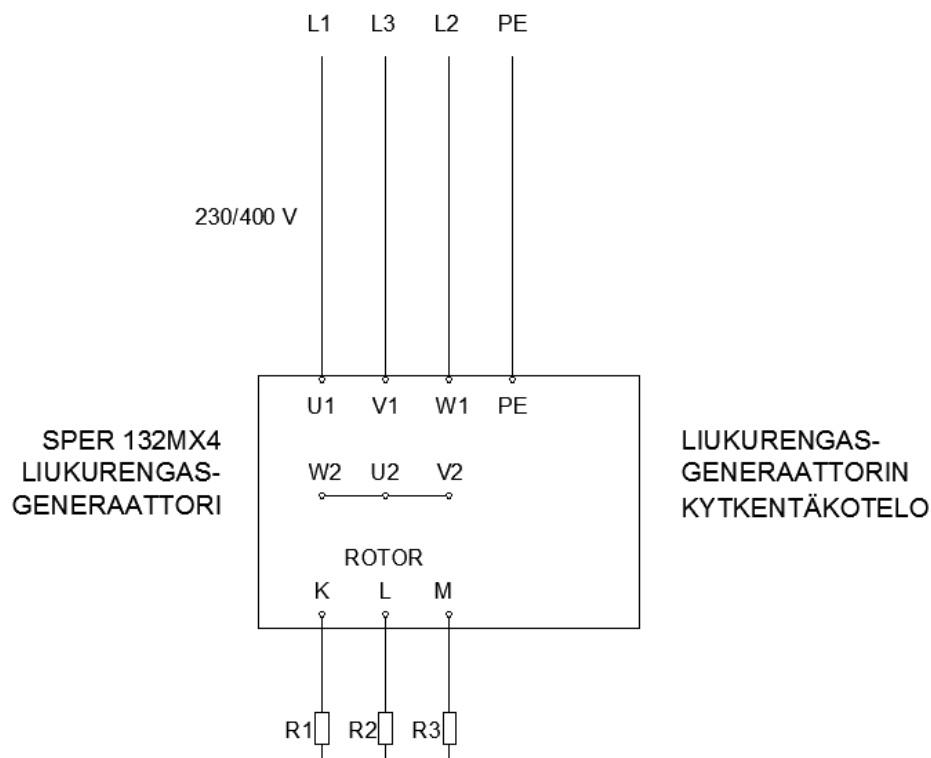 L1 L3 L2 PE
230/400 V
U1 V1 W1 PE
SPER 132MX4
LIUKURENGAS-
GENERAATTORI
W2 U2 V2
LIUKURENGAS-
GENERAATTORIN
KYTKENTÄKOTELO
ROTOR
K L M
R1 R2 R3